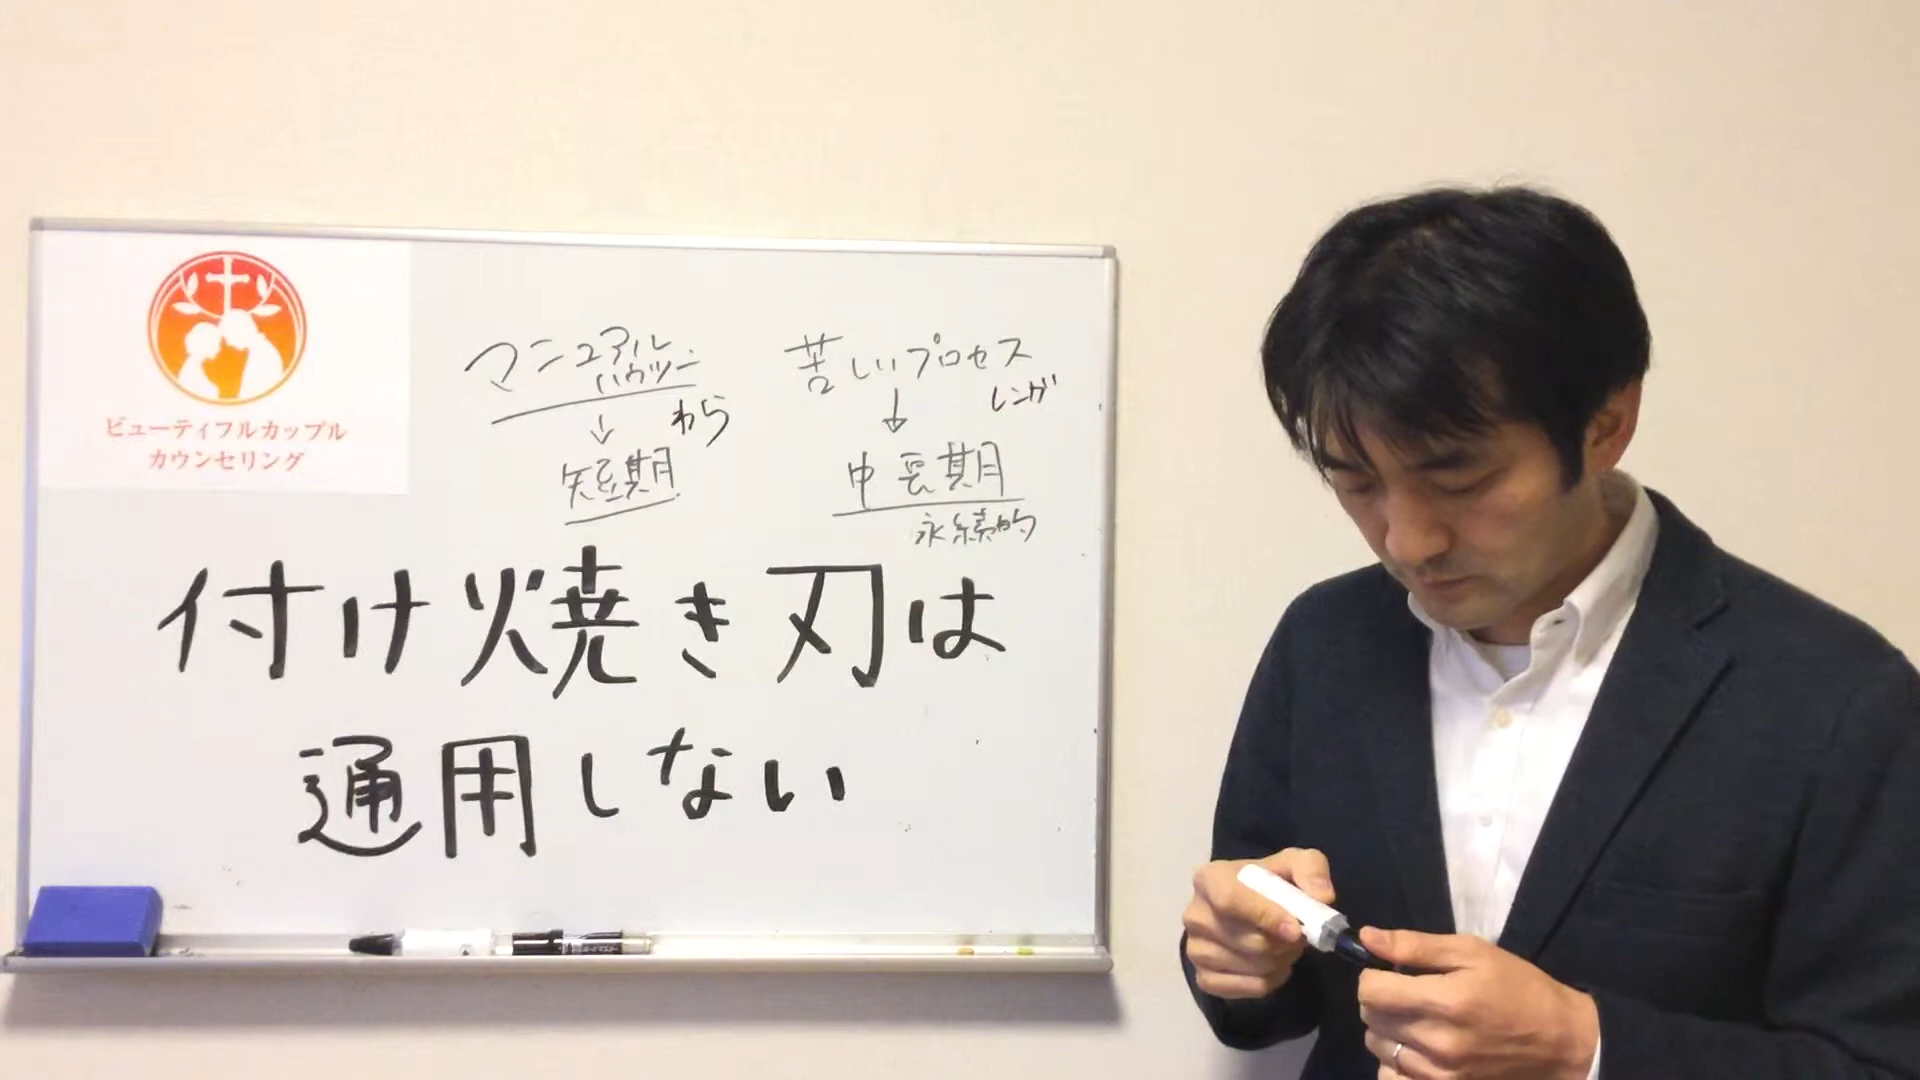 ビューティフルカップル
カウンセリング
マニュアル
ハウツー
↓
わら
短期
苦しいプロセス
レンガ
↓
中長期
永続的
付け焼き刃は
通用しない